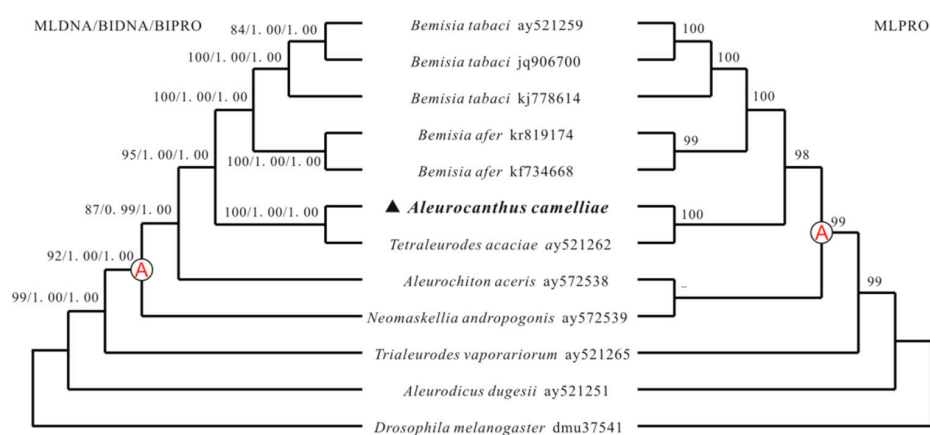 MLDNA/BIDNA/BIPRO
MLPRO
84/1. 00/1. 00
Bemisia tabaci ay521259
100
100/1. 00/1. 00
Bemisia tabaci jq906700
100
100/1. 00/1. 00
Bemisia tabaci kj778614
100
Bemisia afer kr819174
95/1. 00/1. 00
100/1. 00/1. 00
99
98
Bemisia afer kf734668
87/0. 99/1. 00
100/1. 00/1. 00
▲ Aleurocanthus camelliae
100
99
A
Tetraleurodes acaciae ay521262
92/1. 00/1. 00
A
Aleurochiton aceris ay572538
–
99
99/1. 00/1. 00
Neomaskellia andropogonis ay572539
Trialeurodes vaporariorum ay521265
Aleurodicus dugesii ay521251
Drosophila melanogaster dmu37541